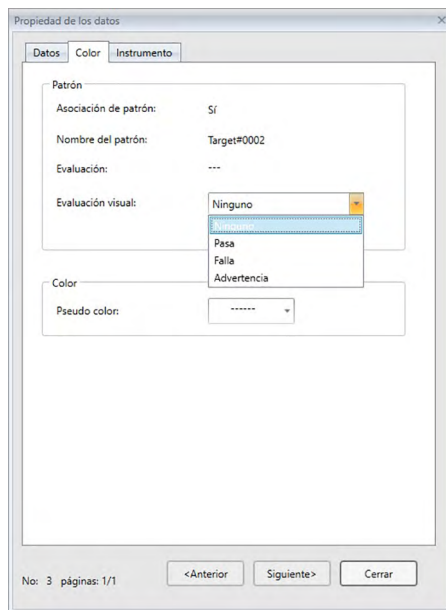 Propiedad de los datos
Datos Color Instrumento
Patrón
Asociación de patrón: Sí
Nombre del patrón: Target#0002
Evaluación: ---
Evaluación visual: Ninguno
Ninguno
Pasa
Falla
Advertencia
Color
Pseudo color: ------
No: 3 páginas: 1/1 <Anterior Siguiente> Cerrar